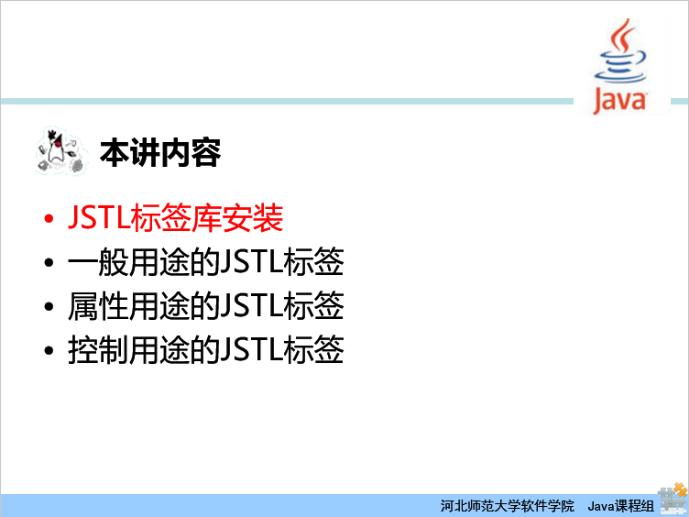 Java
本讲内容
• JSTL标签库安装
• 一般用途的JSTL标签
• 属性用途的JSTL标签
• 控制用途的JSTL标签
河北师范大学软件学院 Java课程组